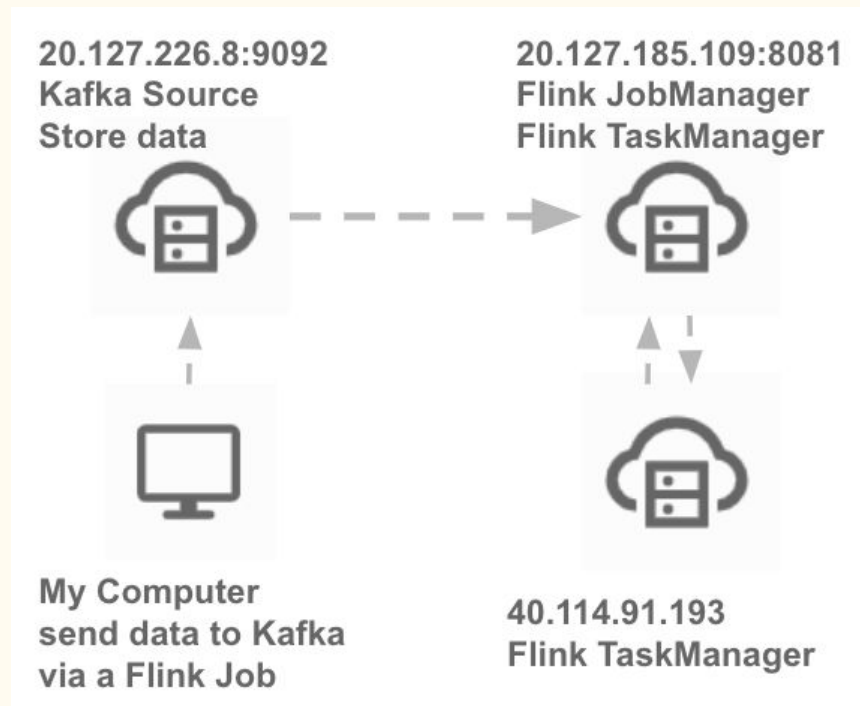 20.127.226.8:9092
Kafka Source
Store data
20.127.185.109:8081
Flink JobManager
Flink TaskManager
My Computer
send data to Kafka
via a Flink Job
40.114.91.193
Flink TaskManager